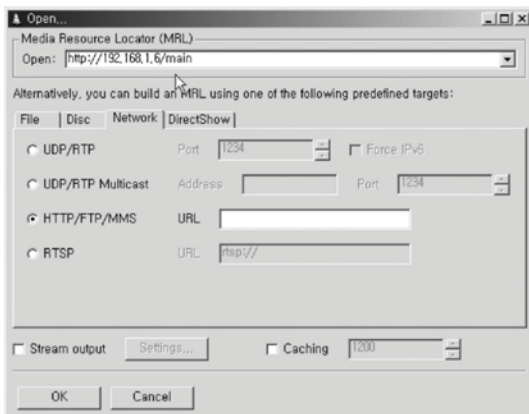 Open...
Media Resource Locator (MRL)
Open: http://192,168,1,6/main
Alternatively, you can build an MRL using one of the following predefined targets:
File Disc Network DirectShow
UDP/RTP Port 1234 Force IPv6
UDP/RTP Multicast Address Port 1234
HTTP/FTP/MMS URL
RTSP URL rtsp://
Stream output Settings... Caching 1200
OK Cancel